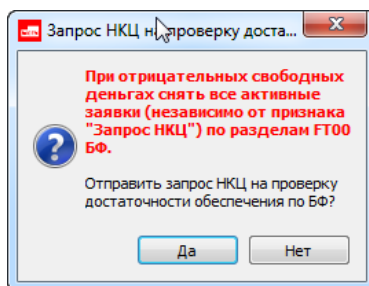 Запрос НКЦ на проверку доста...
При отрицательных свободных
деньгах снять все активные
заявки (независимо от признака
"Запрос НКЦ") по разделам FT00
БФ.
Отправить запрос НКЦ на проверку
достаточности обеспечения по БФ?
Да
Нет